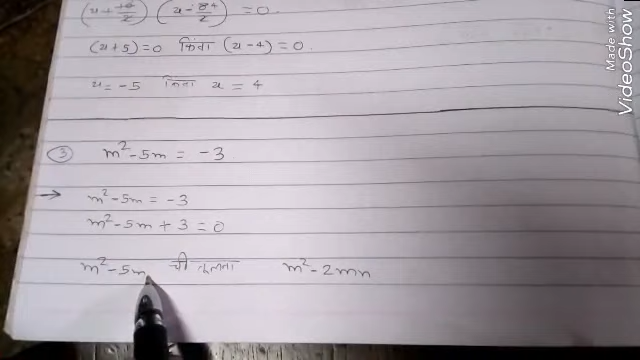 (x + 10/2) (x - 8/2) = 0.
(x + 5) = 0 किंवा (x - 4) = 0.
x = -5 किंवा x = 4
③ m² - 5m = -3
→ m² - 5m = -3
m² - 5m + 3 = 0
m² - 5m ची तुलना m² - 2mn
Made with
VideoShow